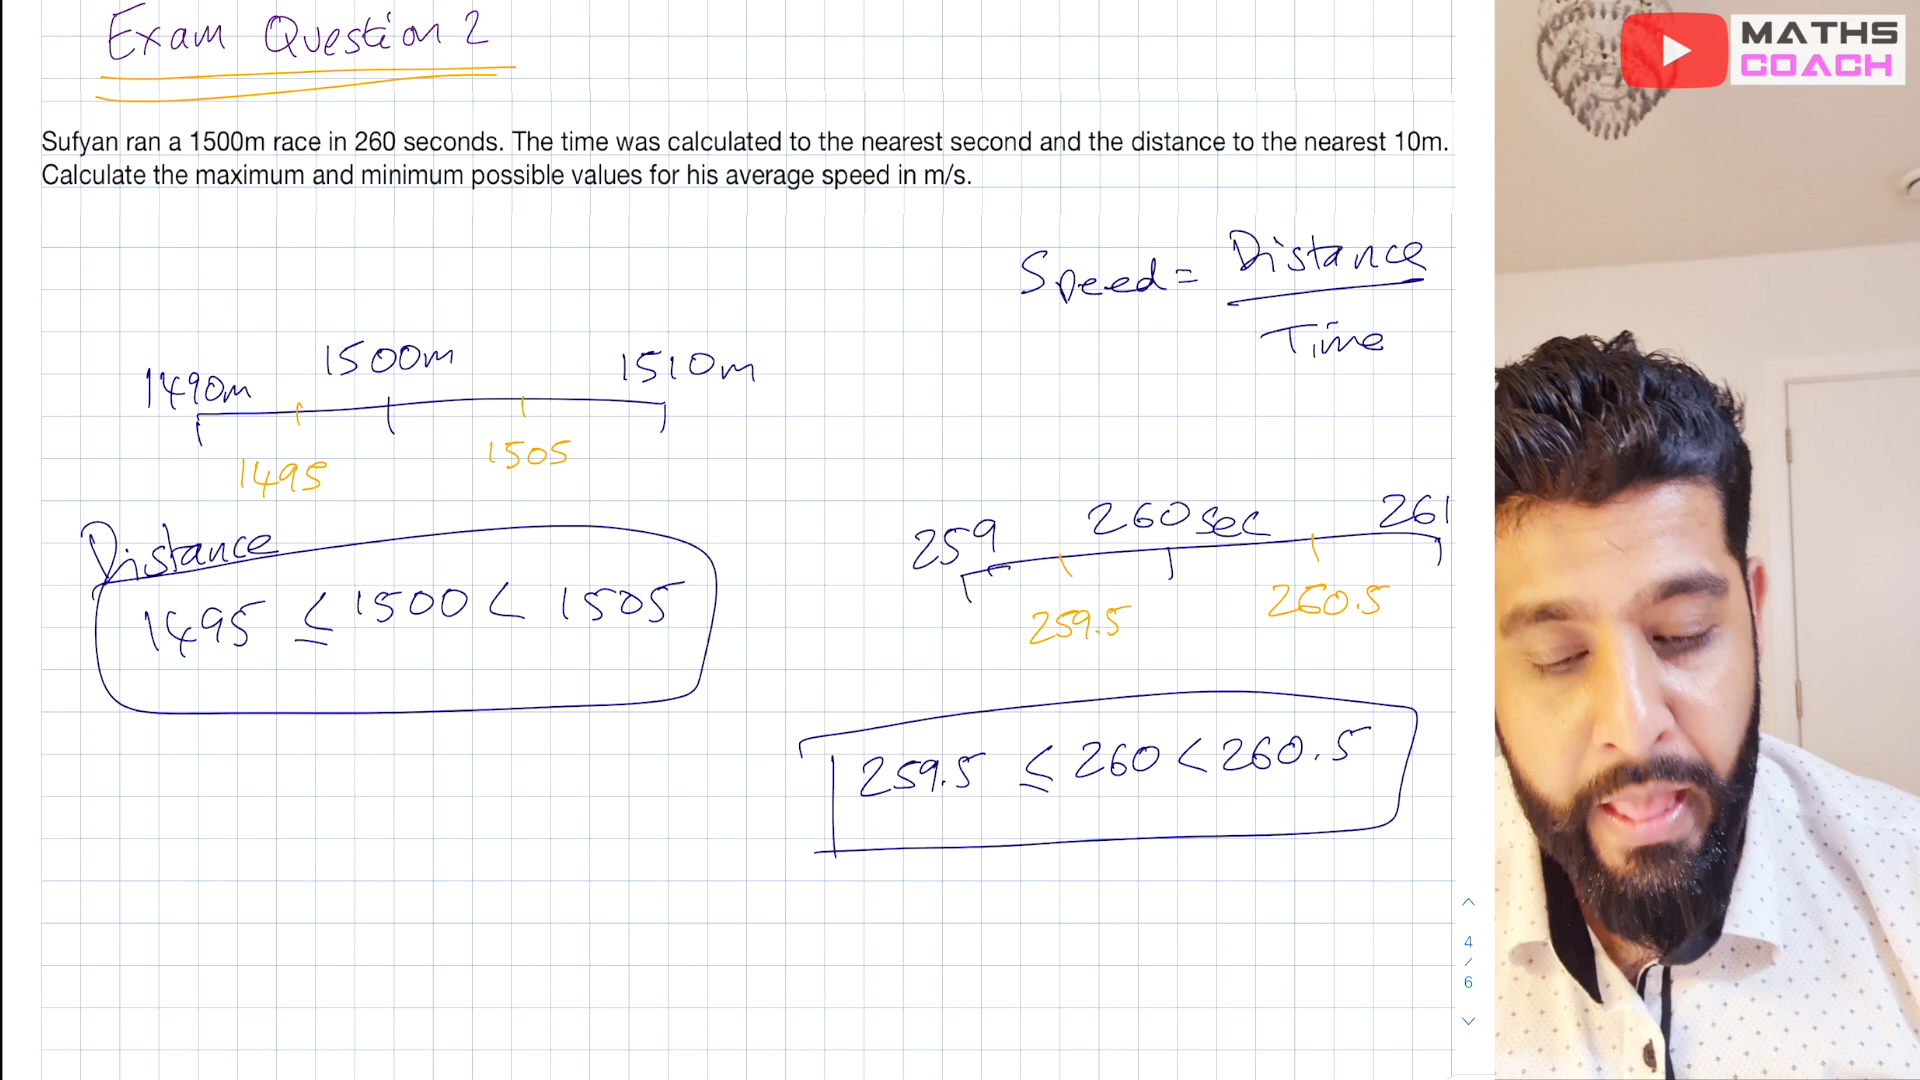 Exam Question 2
MATHS
COACH
Sufyan ran a 1500m race in 260 seconds. The time was calculated to the nearest second and the distance to the nearest 10m.
Calculate the maximum and minimum possible values for his average speed in m/s.
Speed = Distance
Time
1490m 1500m 1510m
1495 1505
Distance
1495 ≤ 1500 < 1505
259 260 sec 261
259.5 260.5
259.5 ≤ 260 < 260.5
4
/
6